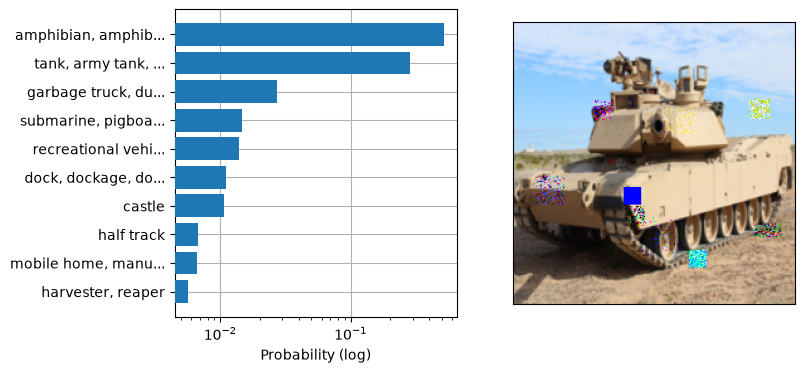 amphibian, amphib...
tank, army tank, ...
garbage truck, du...
submarine, pigboa...
recreational vehi...
dock, dockage, do...
castle
half track
mobile home, manu...
harvester, reaper
10⁻² 10⁻¹
Probability (log)